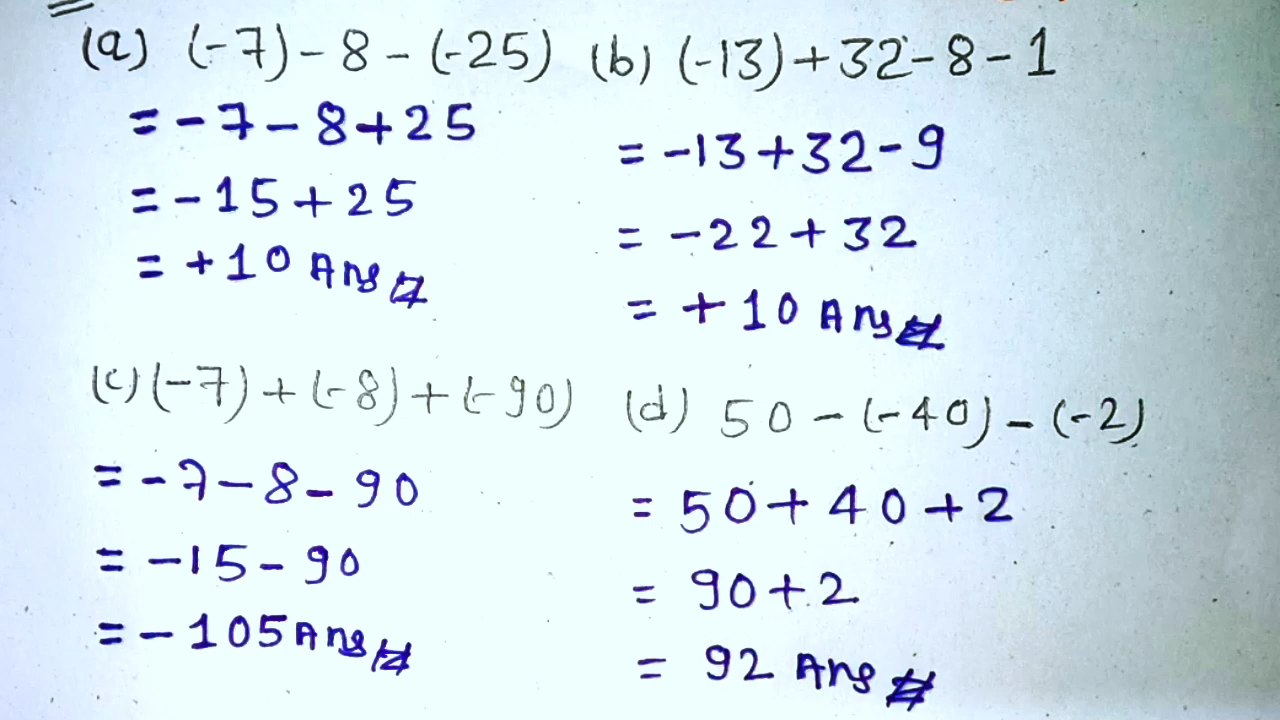 (a) (-7) - 8 - (-25)
= - 7 - 8 + 25
= - 15 + 25
= + 10 Ans
(b) (-13) + 32 - 8 - 1
= -13 + 32 - 9
= -22 + 32
= + 10 Ans
(c) (-7) + (-8) + (-90)
= - 7 - 8 - 90
= -15 - 90
= - 105 Ans
(d) 50 - (-40) - (-2)
= 50 + 40 + 2
= 90 + 2
= 92 Ans